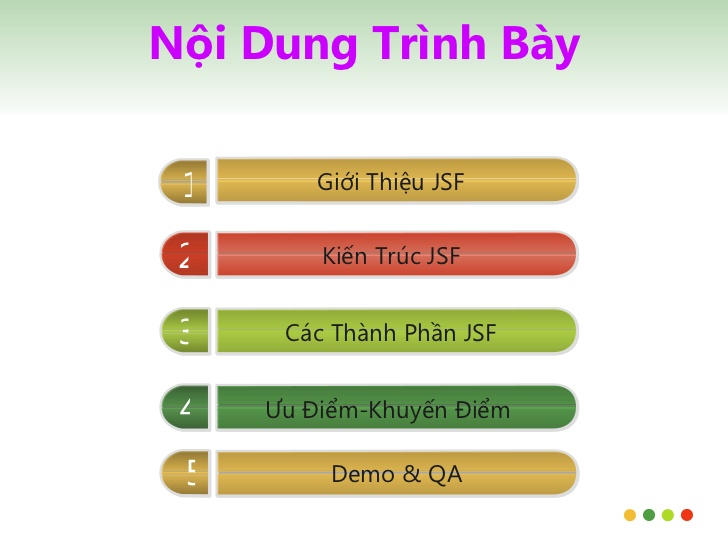 Nội Dung Trình Bày
1 Giới Thiệu JSF
2 Kiến Trúc JSF
3 Các Thành Phần JSF
4 Ưu Điểm-Khuyến Điểm
5 Demo & QA